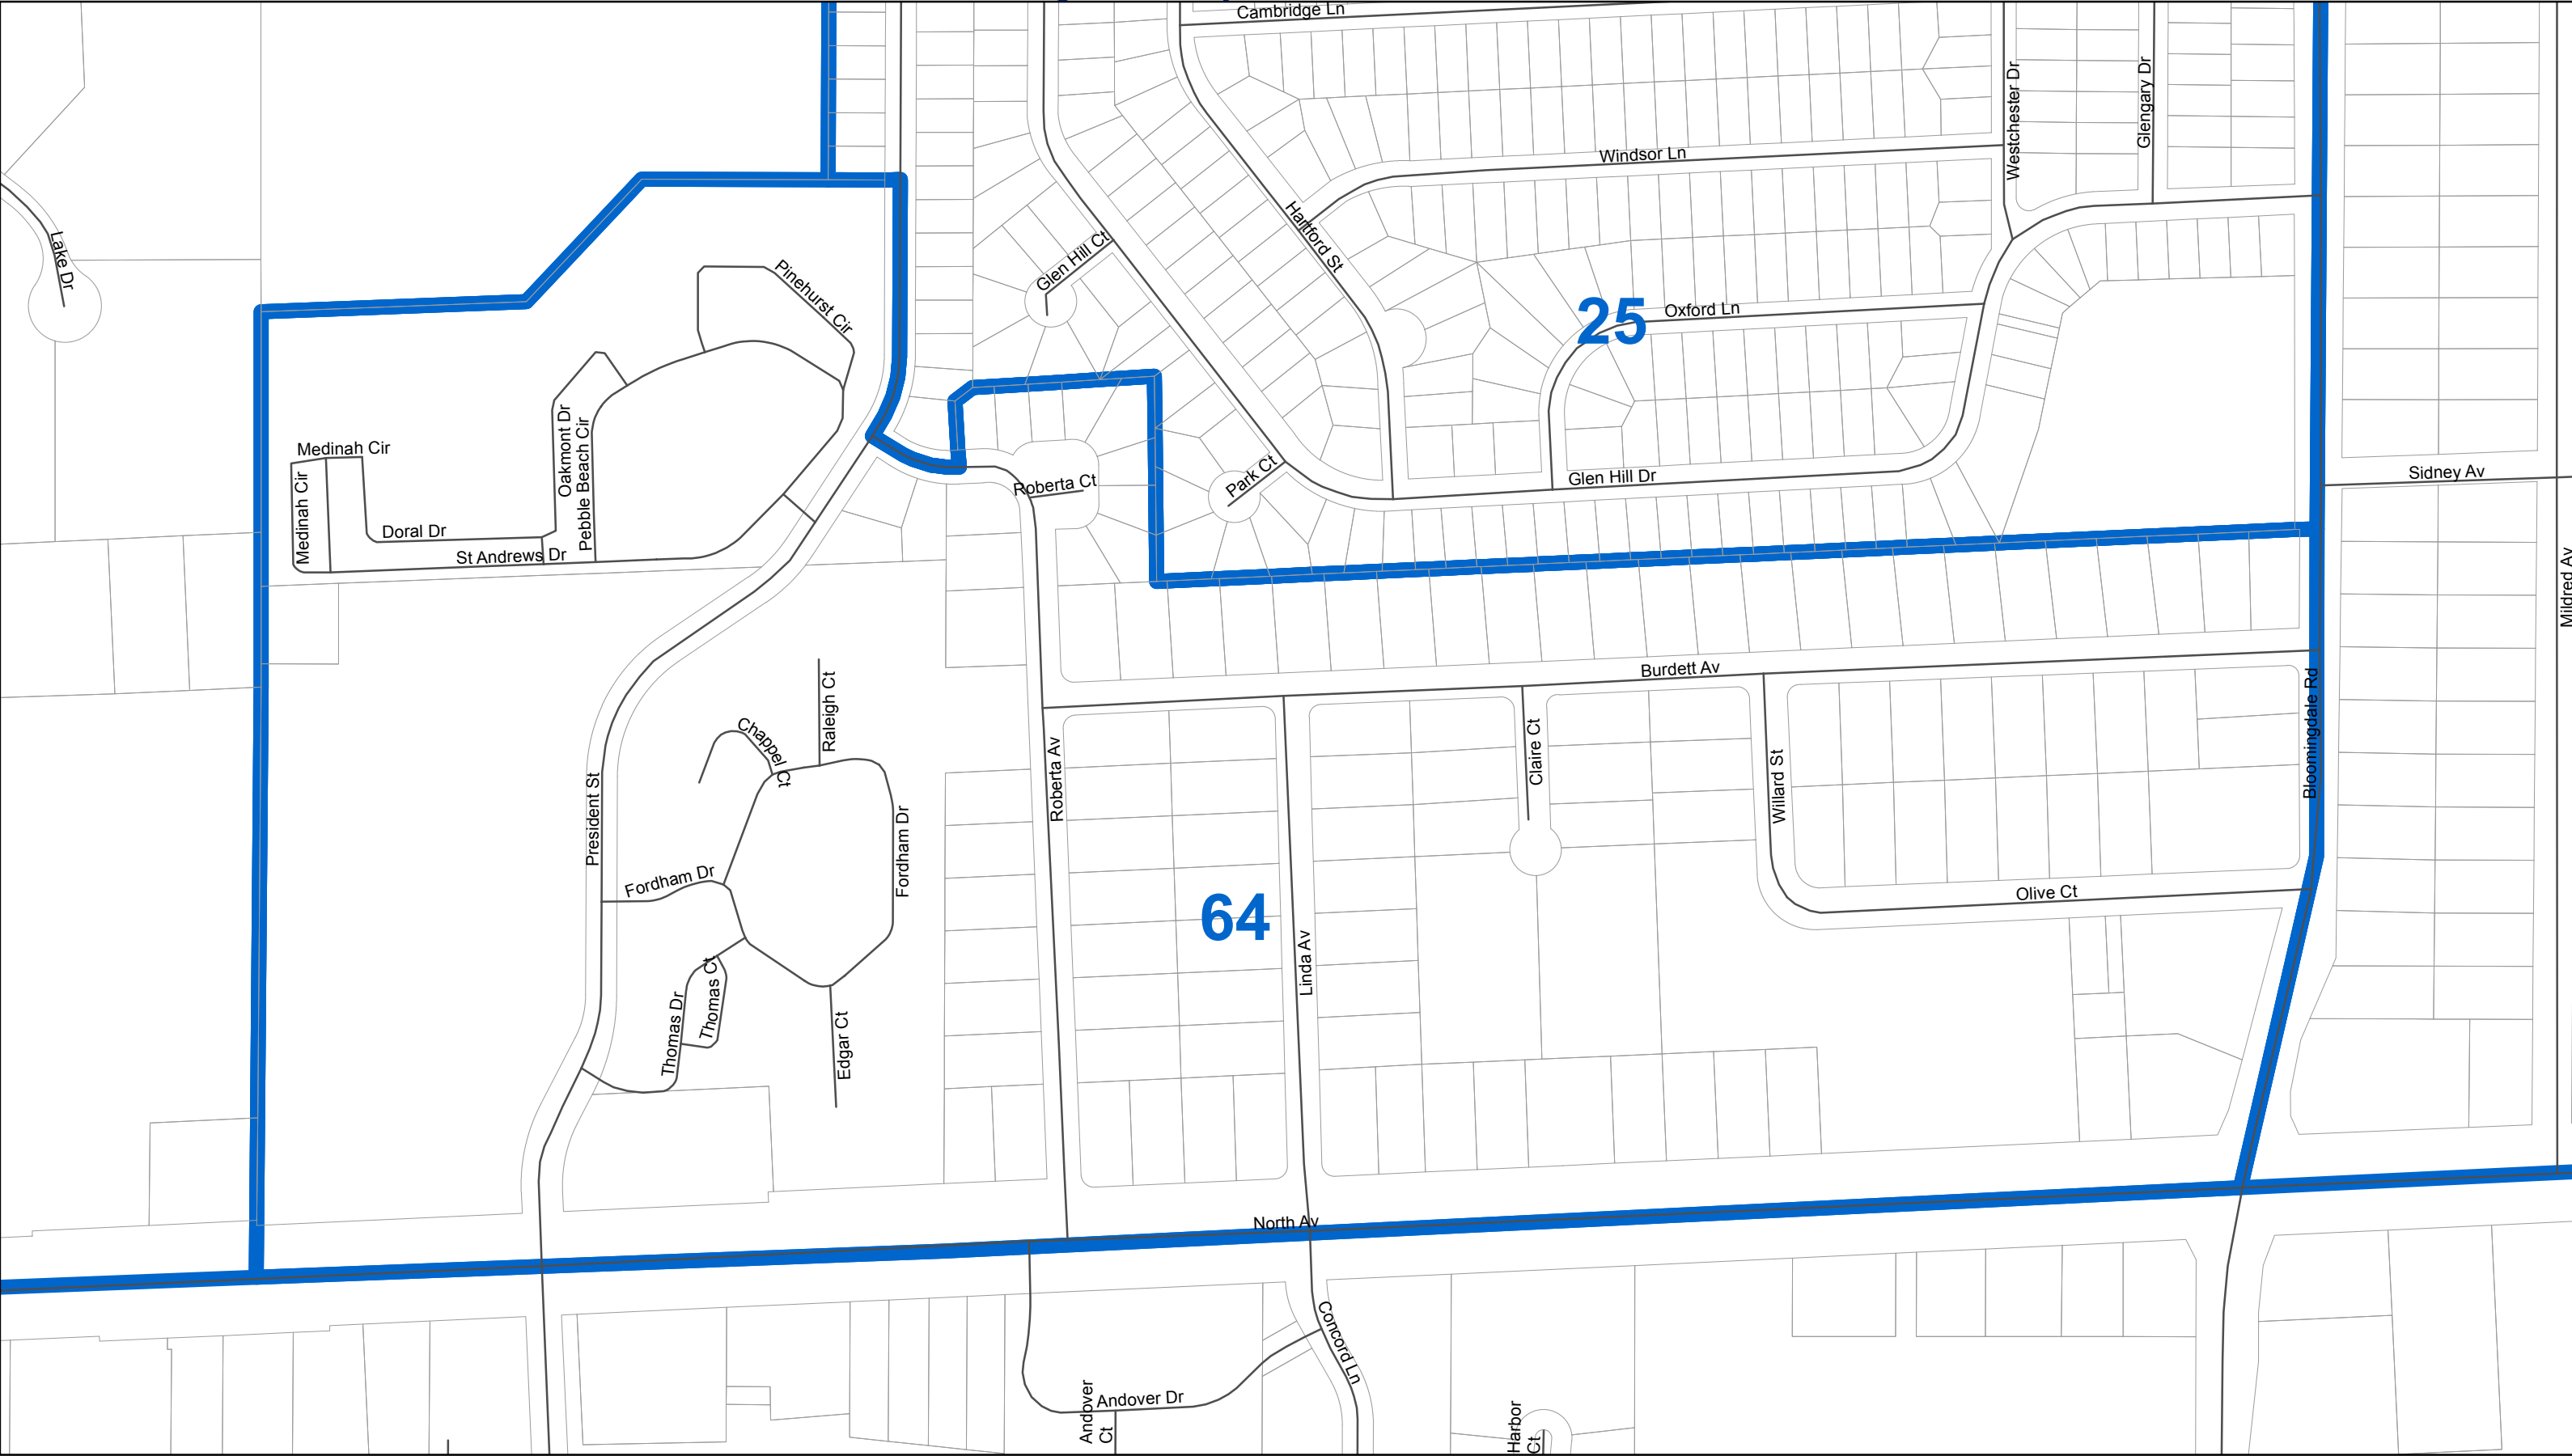 Cambridge Ln
Westchester Dr
Glengary Dr
Windsor Ln
Hartford St
Lake Dr
Glen Hill Ct
Pinehurst Cir
25
Oxford Ln
Medinah Cir
Oakmont Dr
Pebble Beach Cir
Medinah Cir
Roberta Ct
Park Ct
Glen Hill Dr
Sidney Av
Doral Dr
St Andrews Dr
Mildred Av
Burdett Av
Raleigh Ct
Chappel Ct
Bloomingdale Rd
Claire Ct
Roberta Av
Willard St
President St
Fordham Dr
Fordham Dr
Olive Ct
64
Linda Av
Thomas Ct
Thomas Dr
Edgar Ct
North Av
Concord Ln
Andover Dr
Andover
Ct
Harbor
Ct